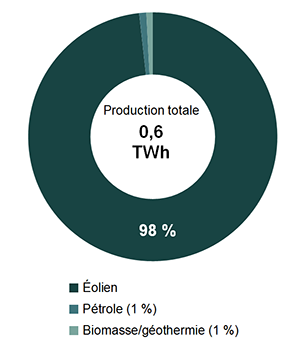 Production totale
0,6
TWh
98 %
Éolien
Pétrole (1 %)
Biomasse/géothermie (1 %)